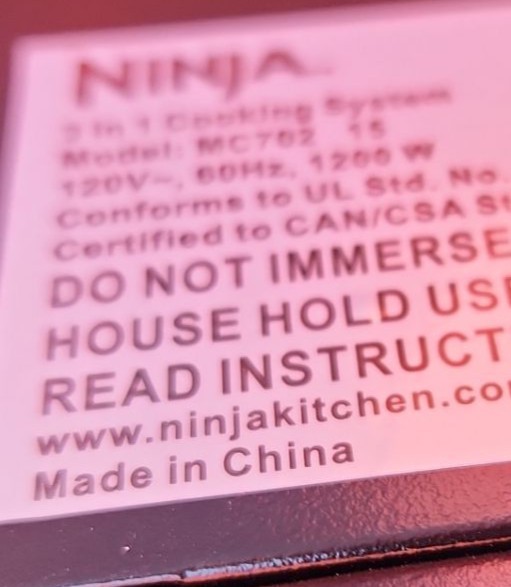 NINJA
3 in 1 Cooking System
Model: MC702 15
120V~, 60Hz, 1200 W
Conforms to UL Std. No.
Certified to CAN/CSA St
DO NOT IMMERSE
HOUSE HOLD USE
READ INSTRUCT
www.ninjakitchen.co
Made in China